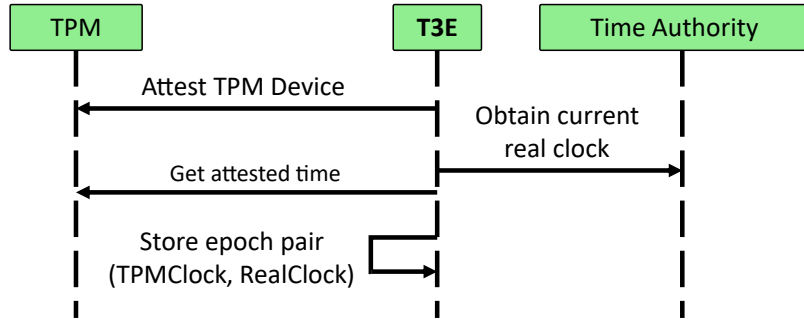 TPM
T3E
Time Authority
Attest TPM Device
Obtain current
real clock
Get attested time
Store epoch pair
(TPMClock, RealClock)